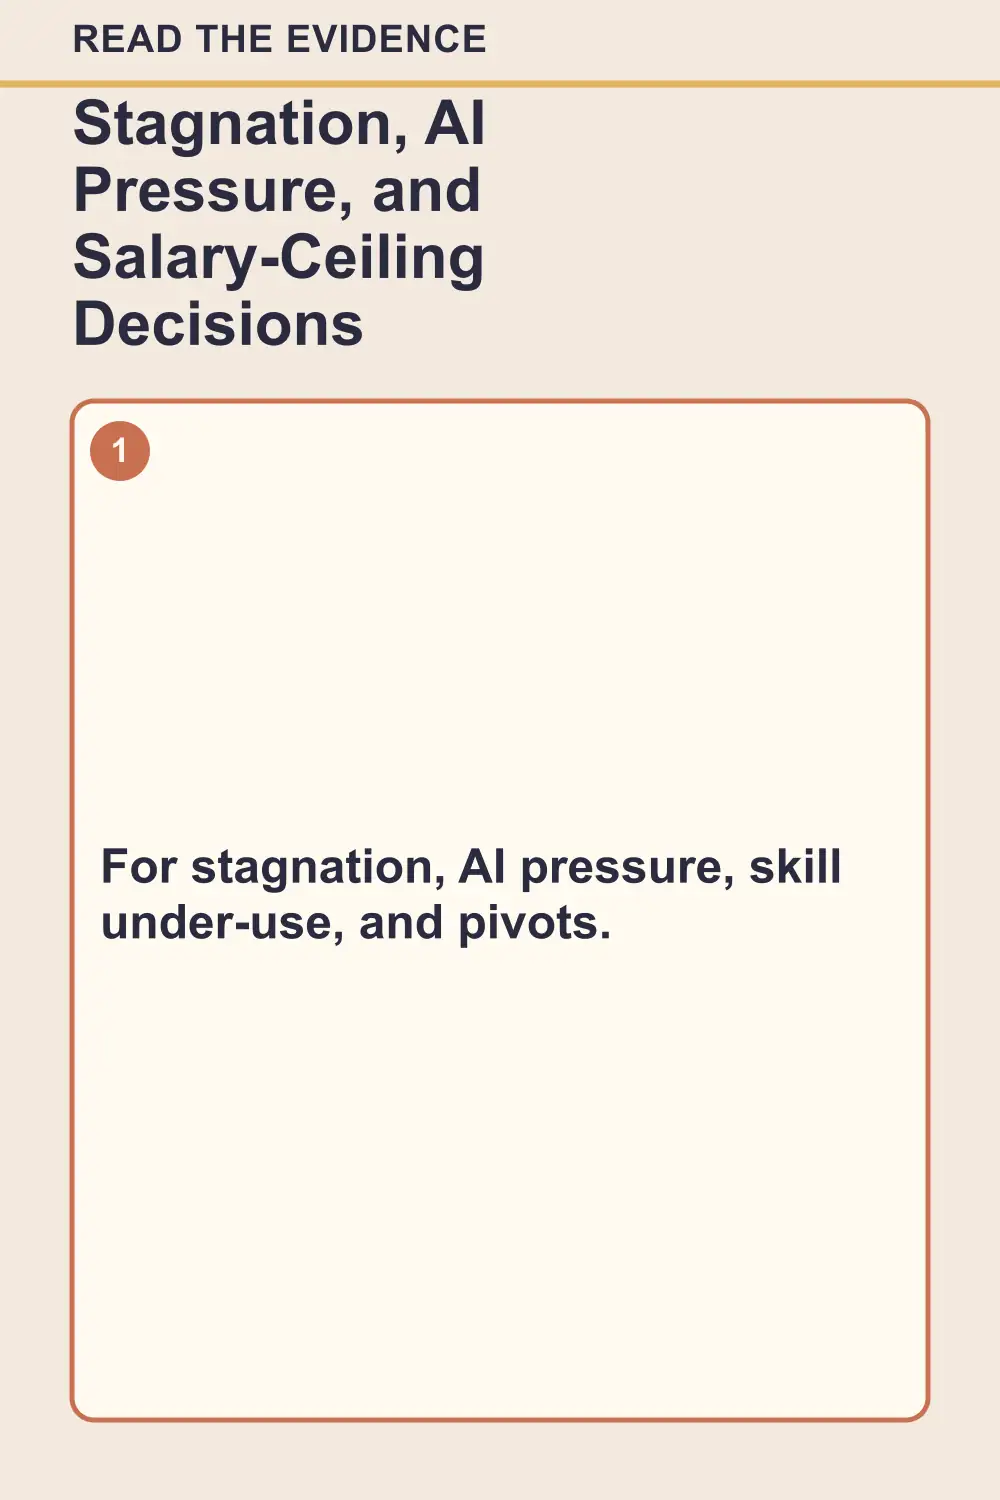 READ THE EVIDENCE
Stagnation, AI
Pressure, and
Salary-Ceiling
Decisions
1
For stagnation, AI pressure, skill
under-use, and pivots.